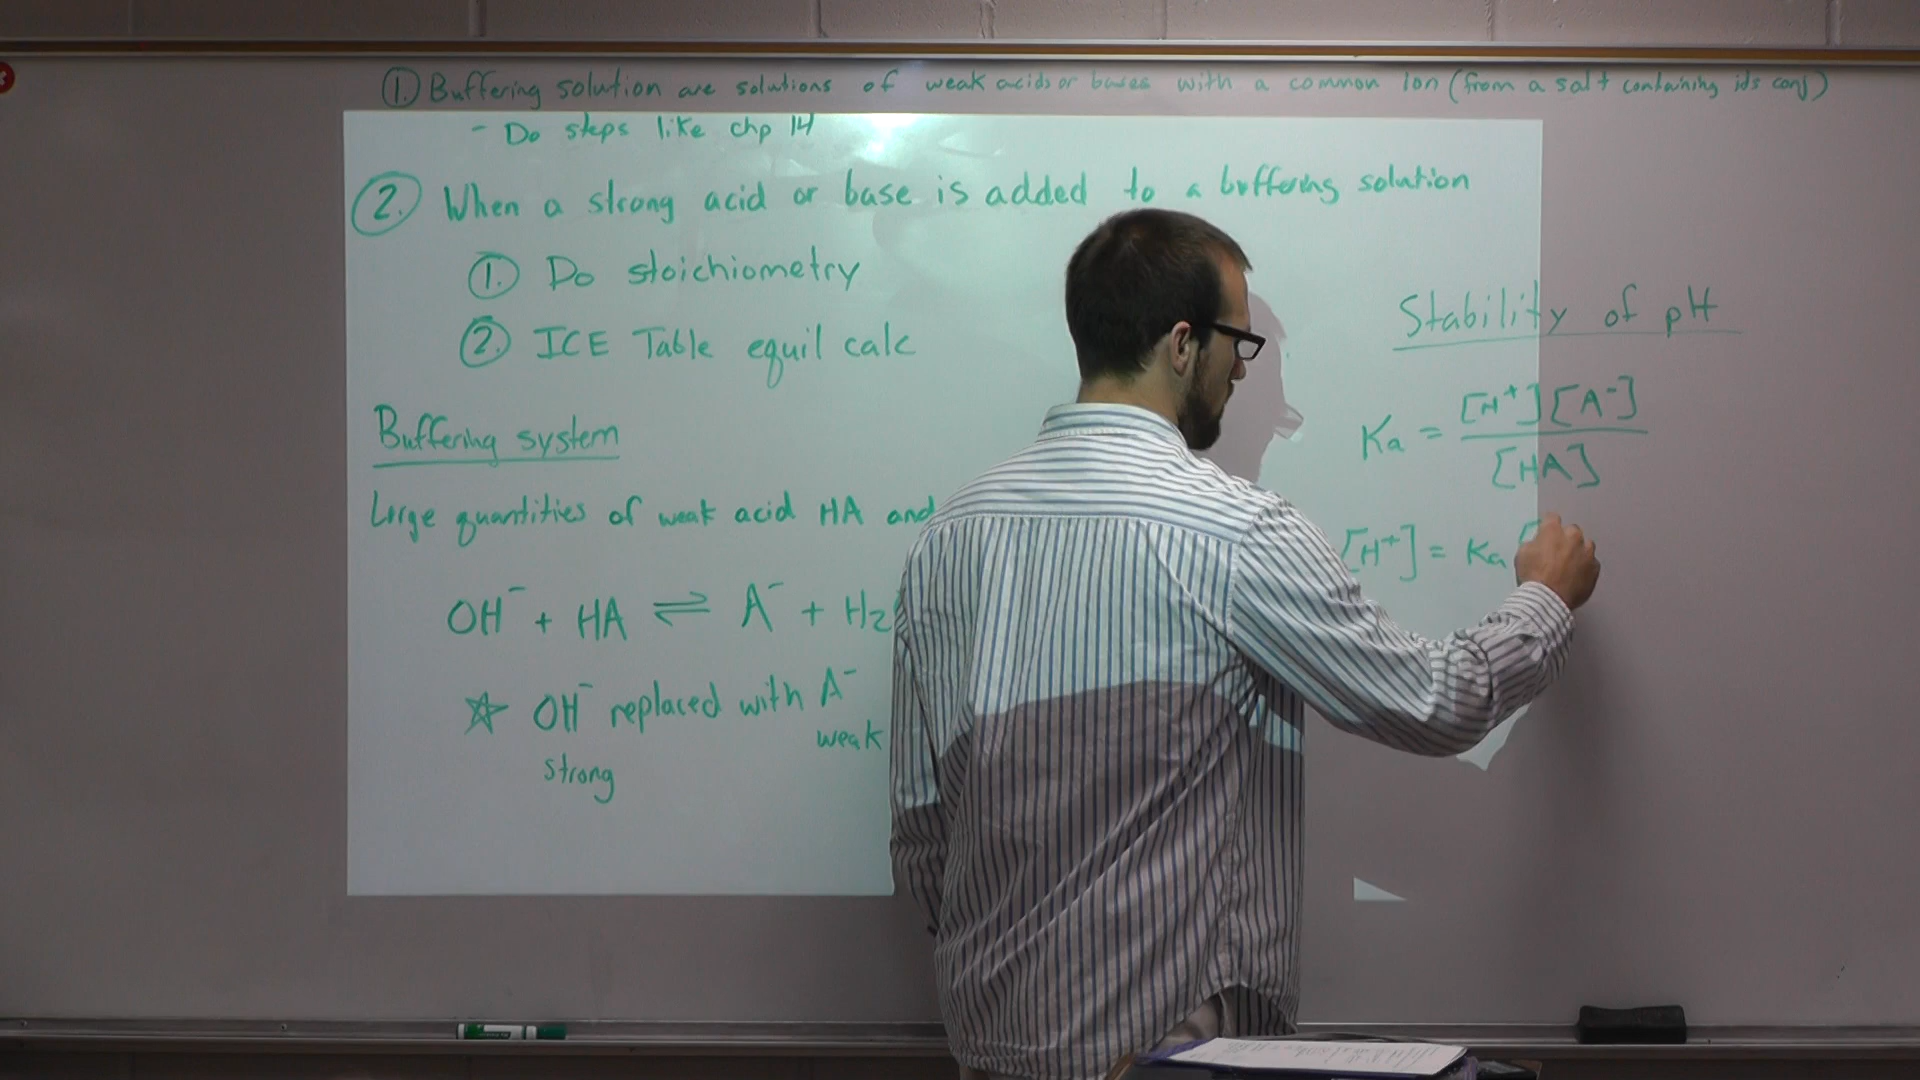 1. Buffering solution are solutions of weak acids or bases with a common Ion (from a salt containing its conj)
- Do steps like chp 14
2. When a strong acid or base is added to a buffering solution
1. Do stoichiometry
2. ICE Table equil calc
Buffering system
Large quantities of weak acid HA and
OH⁻ + HA ⇌ A⁻ + H₂
☆ OH⁻ replaced with A⁻
weak
strong
Stability of pH
Ka = [H⁺][A⁻]
[HA]
[H⁺] = Ka [